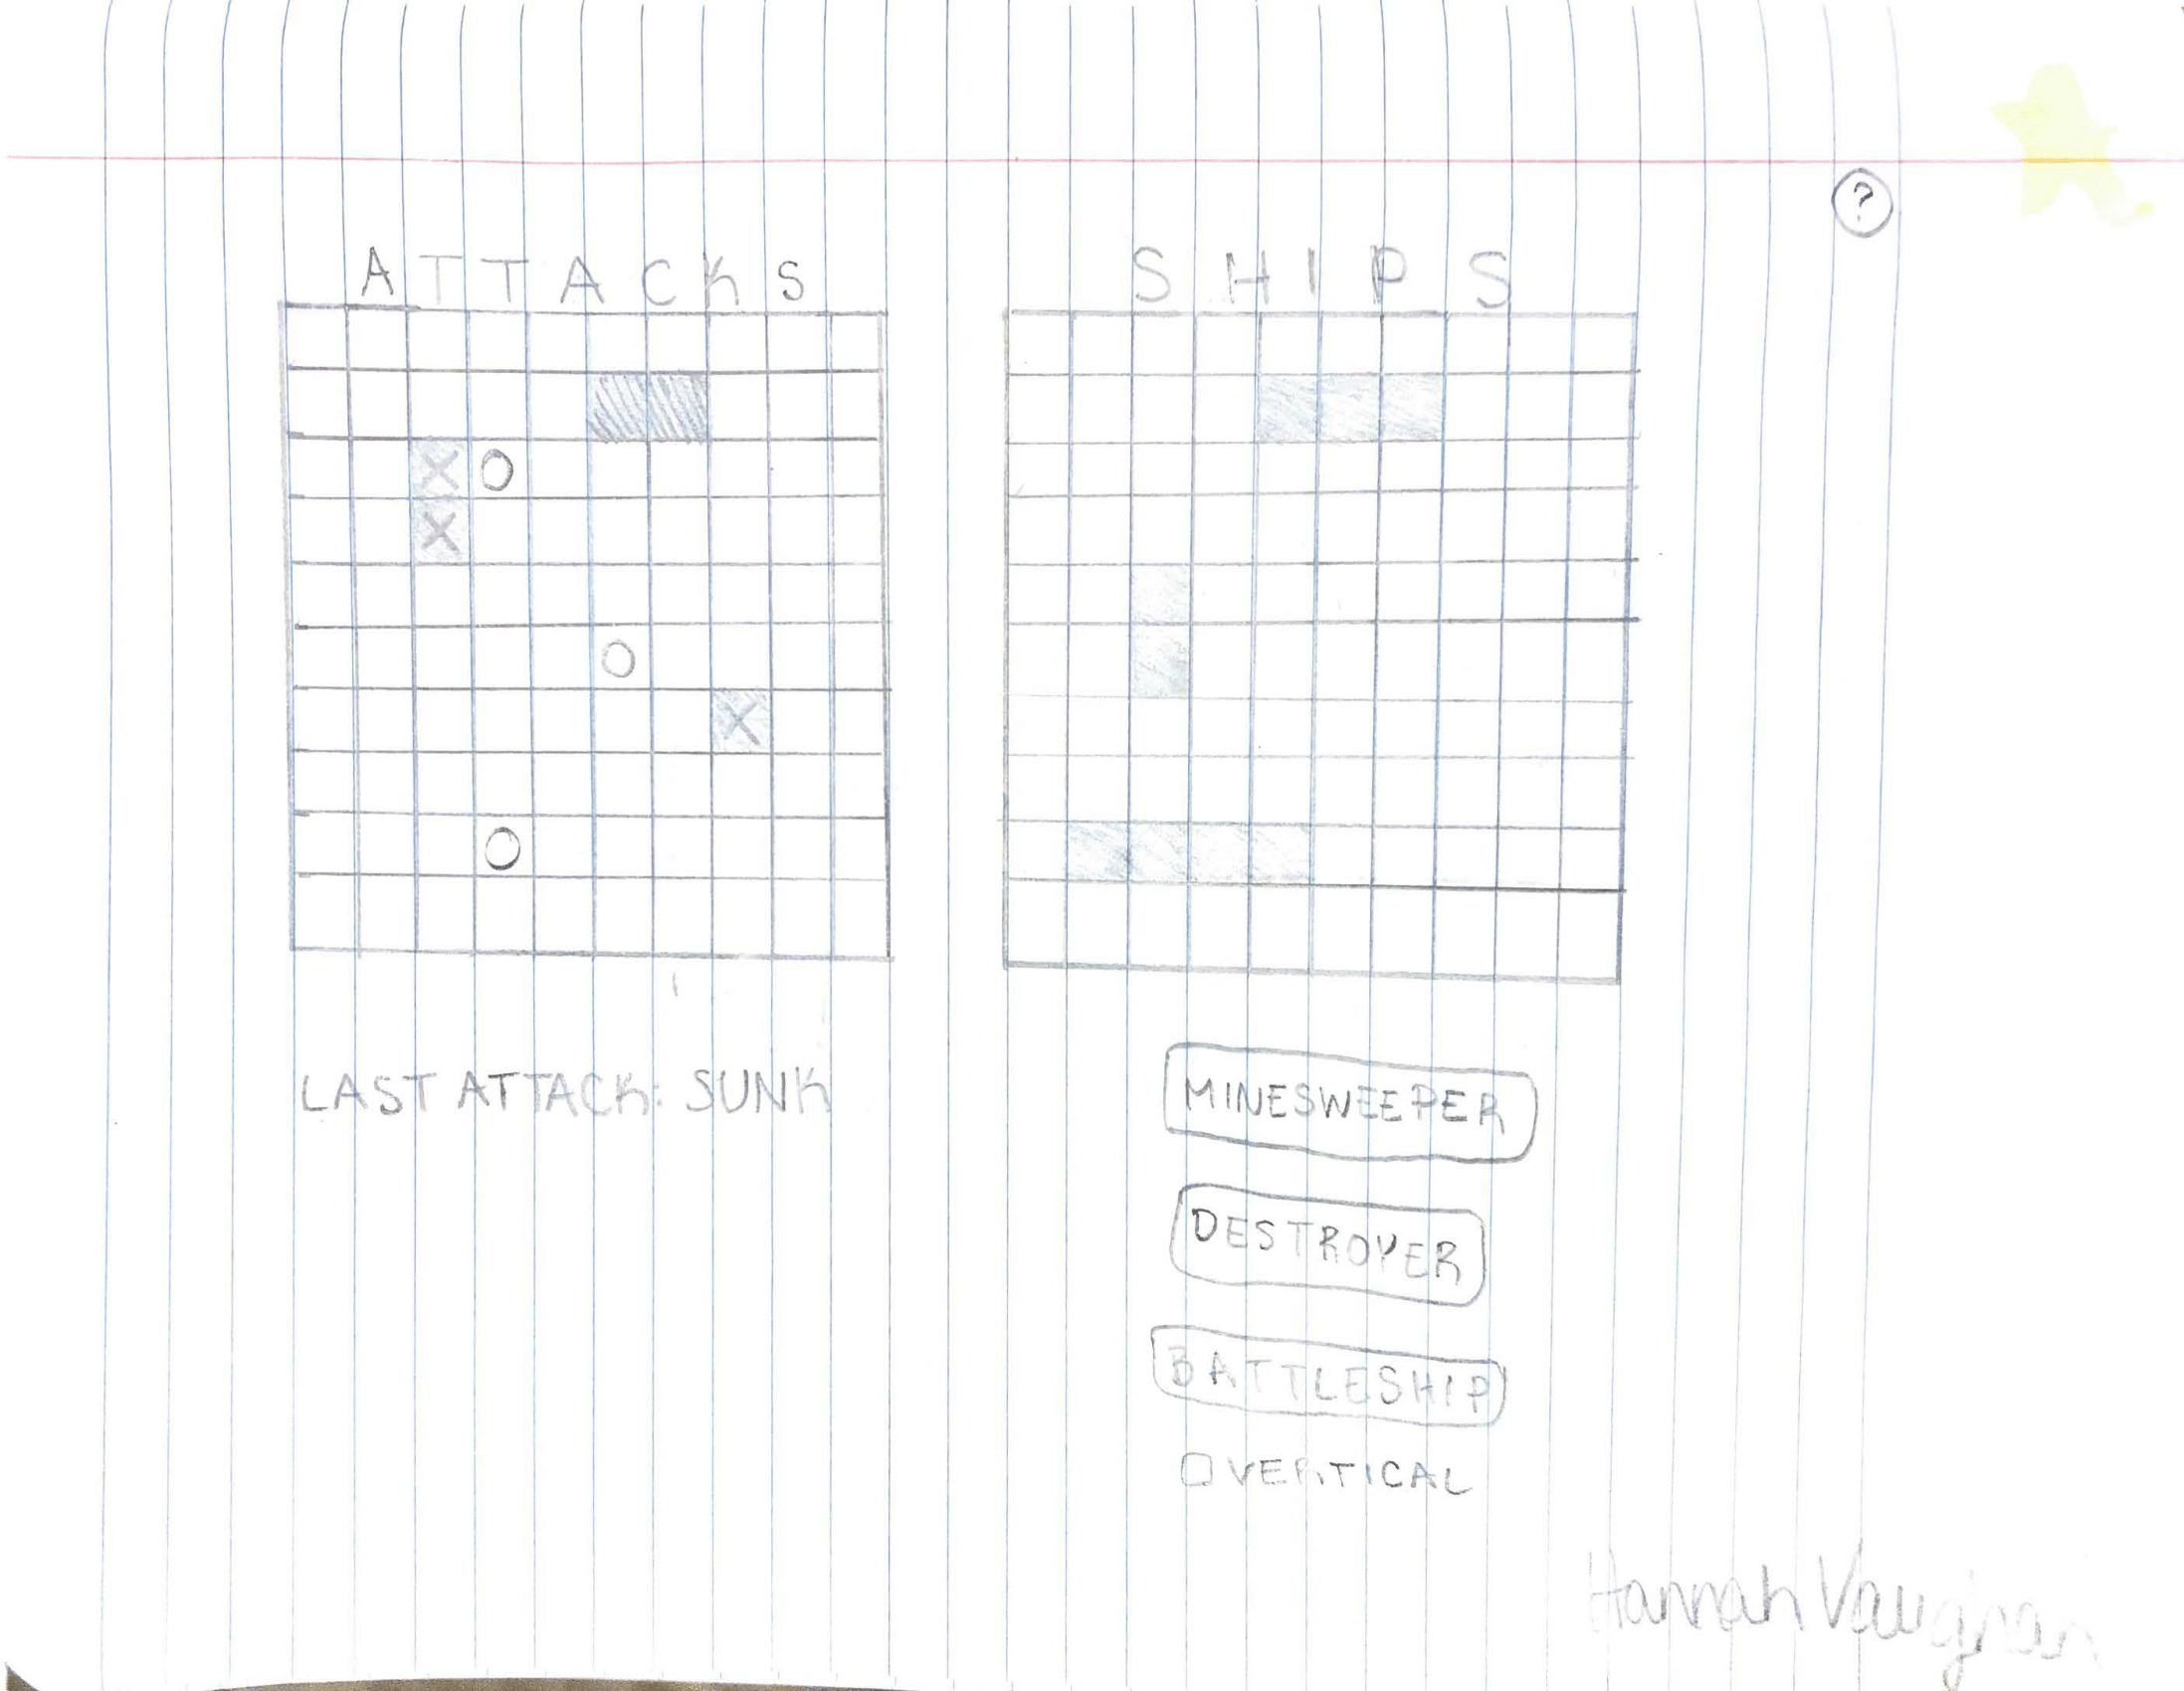 ?
ATTACKS
SHIPS
X O
X
O
X
O
LAST ATTACK: SUNK
MINESWEEPER
DESTROYER
BATTLESHIP
VERTICAL
Hannah Vaughan